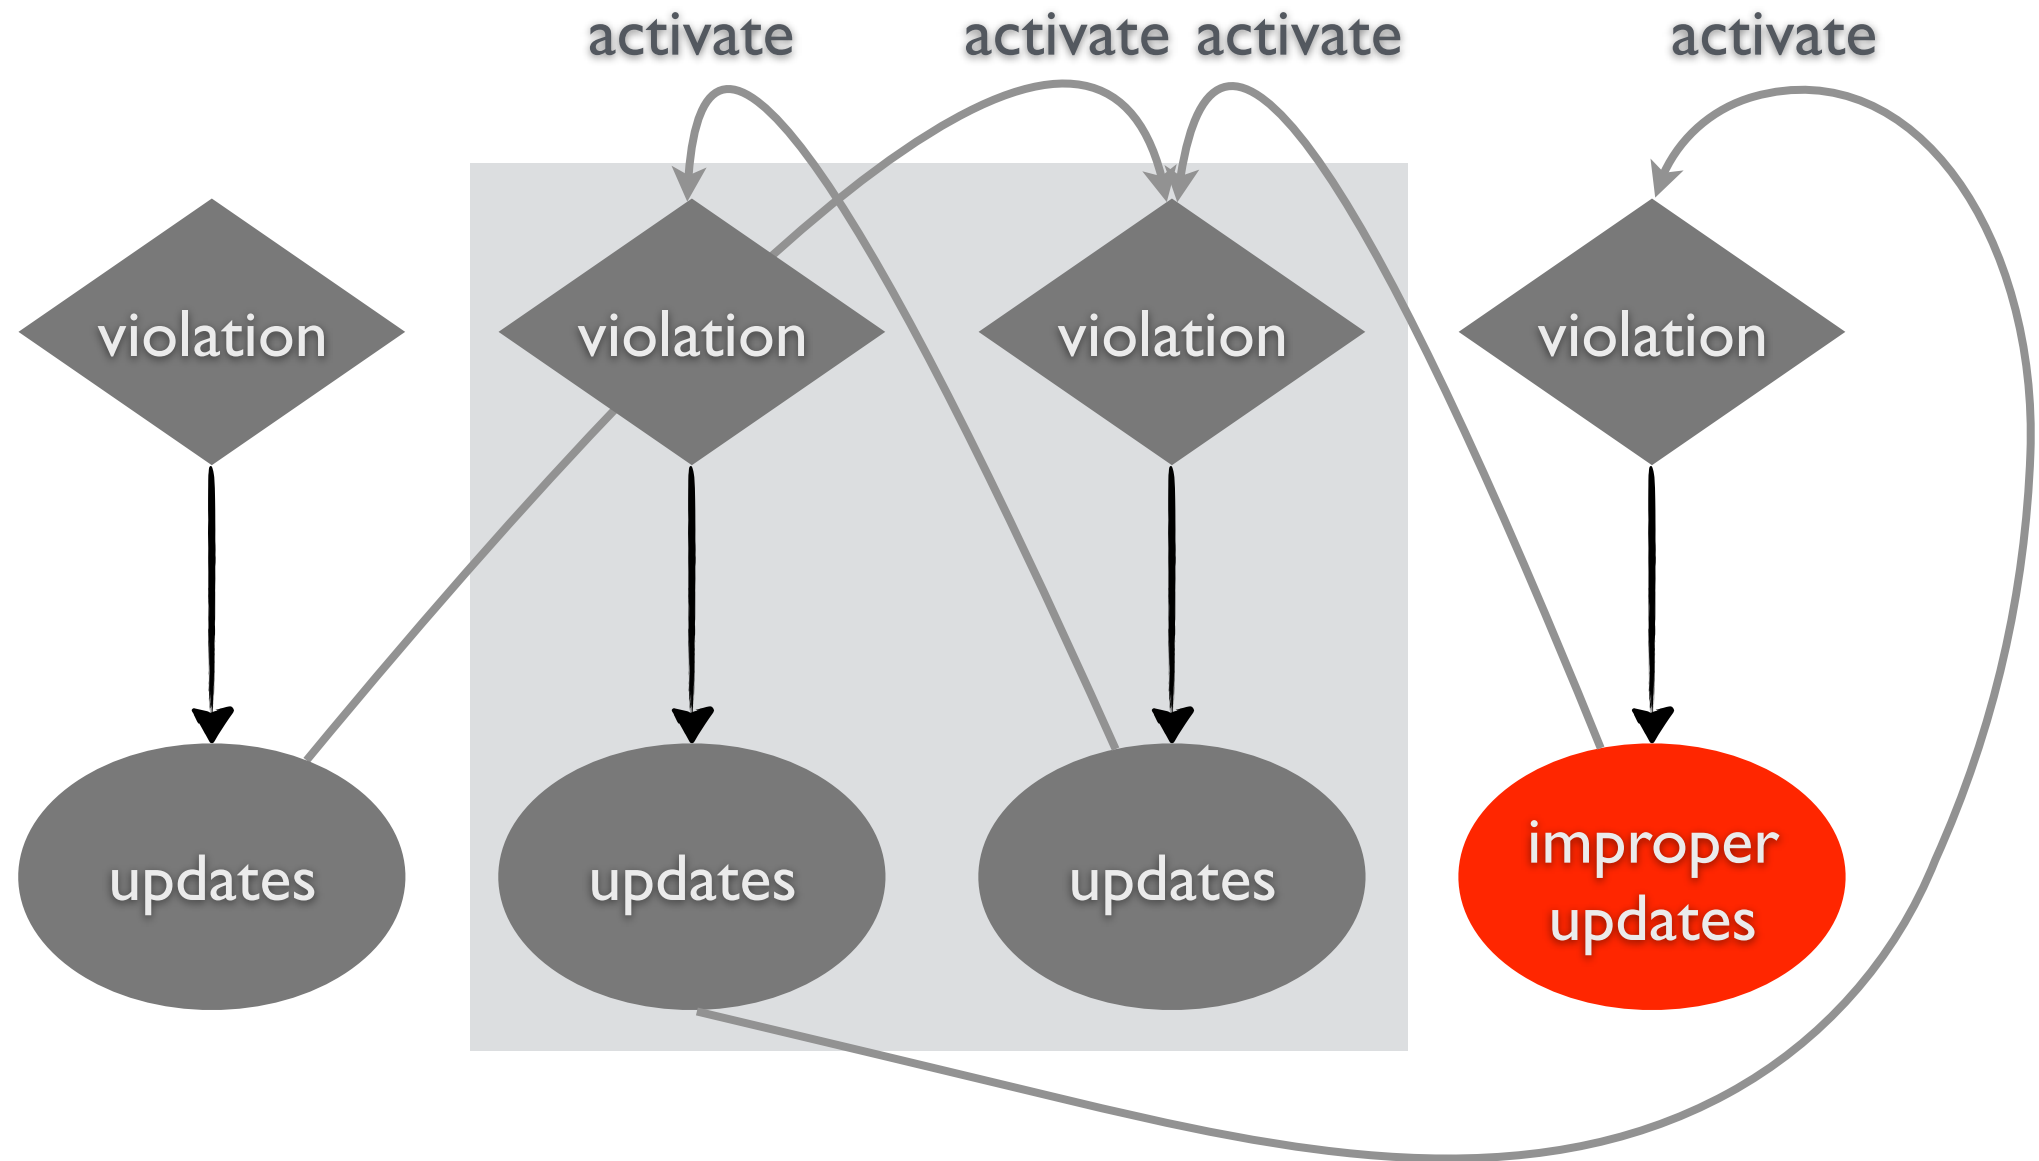 activate
activate
activate
activate
violation
violation
violation
violation
updates
updates
updates
improper
updates